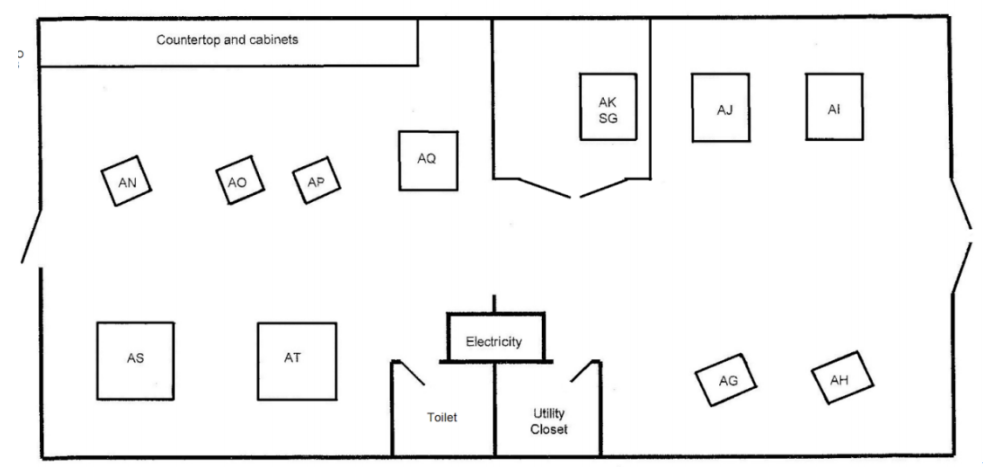 Countertop and cabinets
AK
SG
AJ
AI
AQ
AN
AO
AP
Electricity
AS
AT
AG
AH
Toilet
Utility
Closet